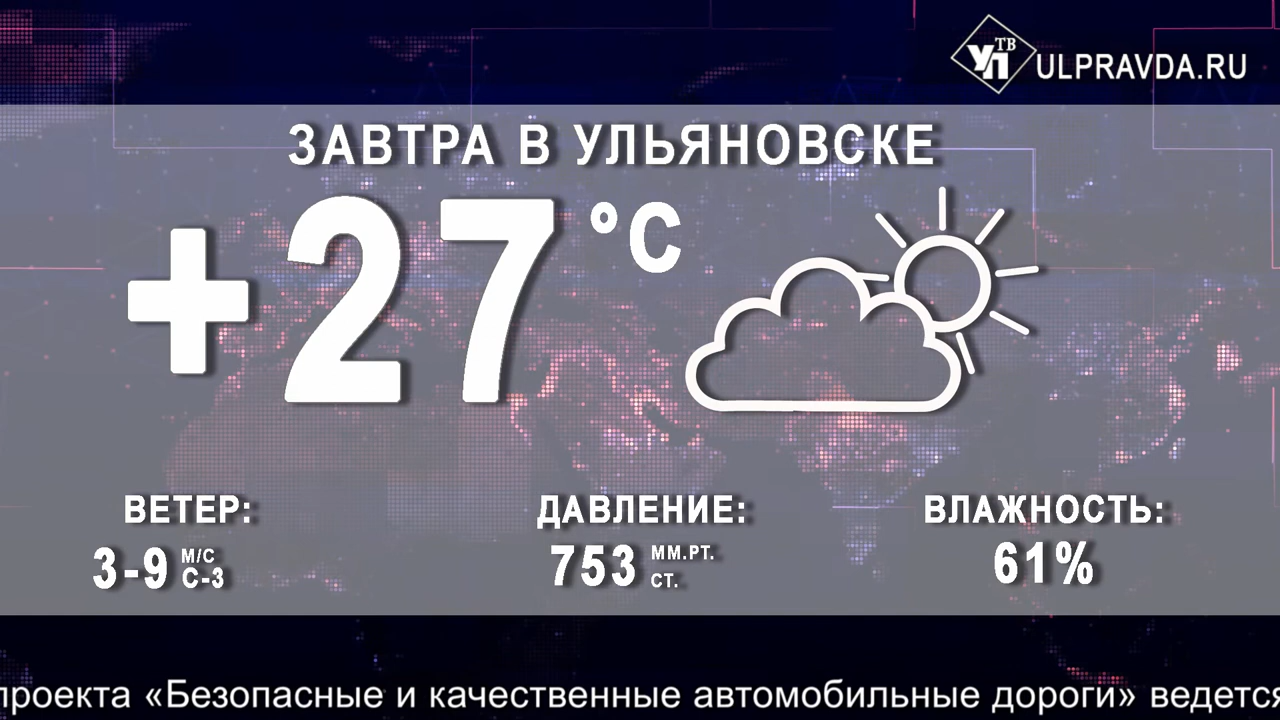 ТВ
УП
ULPRAVDA.RU
ЗАВТРА В УЛЬЯНОВСКЕ
+27 °C
ВЕТЕР:
3-9 М/С
С-З
ДАВЛЕНИЕ:
753 ММ.РТ.
СТ.
ВЛАЖНОСТЬ:
61%
проекта «Безопасные и качественные автомобильные дороги» ведется